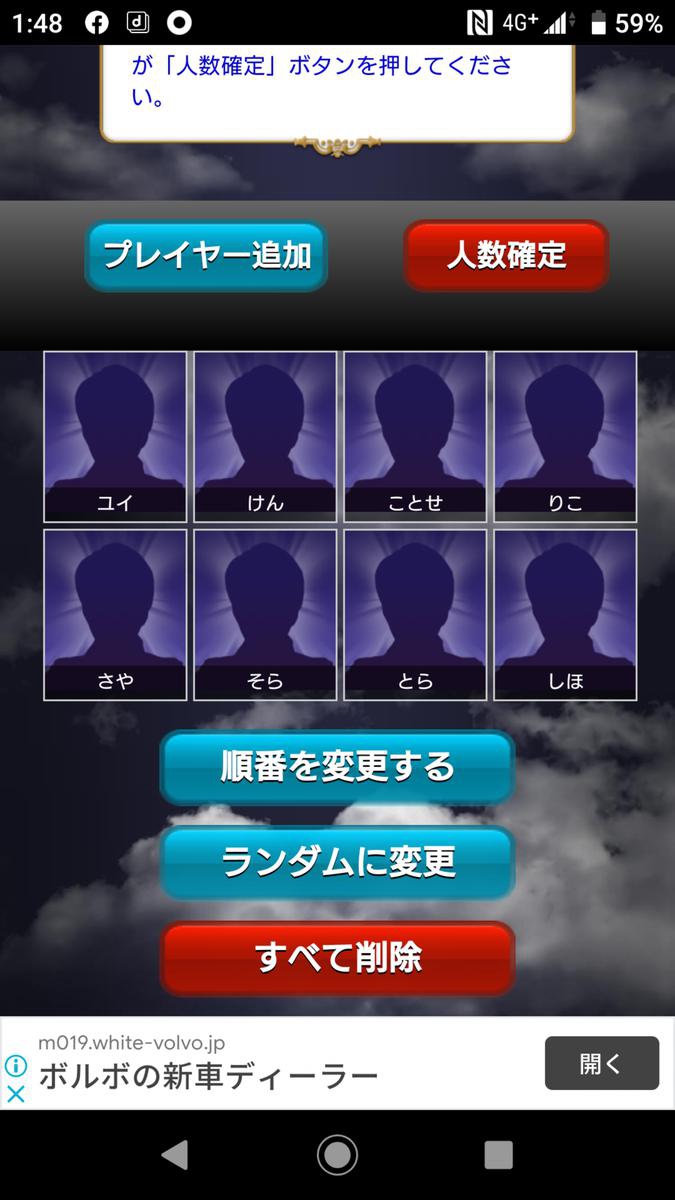 1:48
4G+
59%
が「人数確定」ボタンを押してくださ
い。
プレイヤー追加
人数確定
ユイ
けん
ことせ
りこ
さや
そら
とら
しほ
順番を変更する
ランダムに変更
すべて削除
m019.white-volvo.jp
ボルボの新車ディーラー
開く